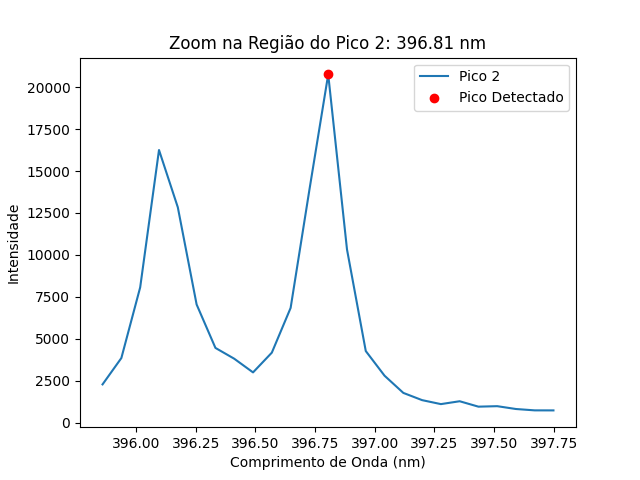 Zoom na Região do Pico 2: 396.81 nm
Pico 2
Pico Detectado
Intensidade
20000
17500
15000
12500
10000
7500
5000
2500
0
396.00 396.25 396.50 396.75 397.00 397.25 397.50 397.75
Comprimento de Onda (nm)